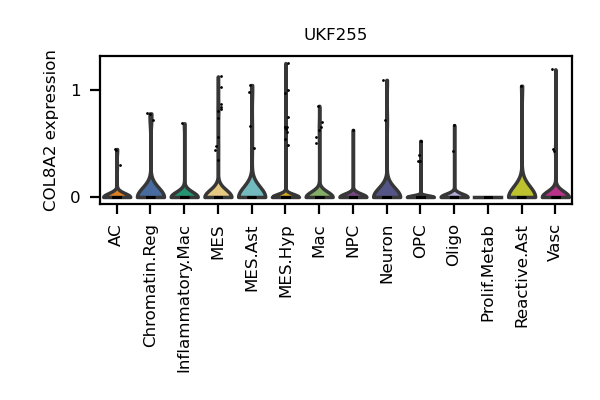 UKF255
COL8A2 expression
1
0
AC
Chromatin.Reg
Inflammatory.Mac
MES
MES.Ast
MES.Hyp
Mac
NPC
Neuron
OPC
Oligo
Prolif.Metab
Reactive.Ast
Vasc